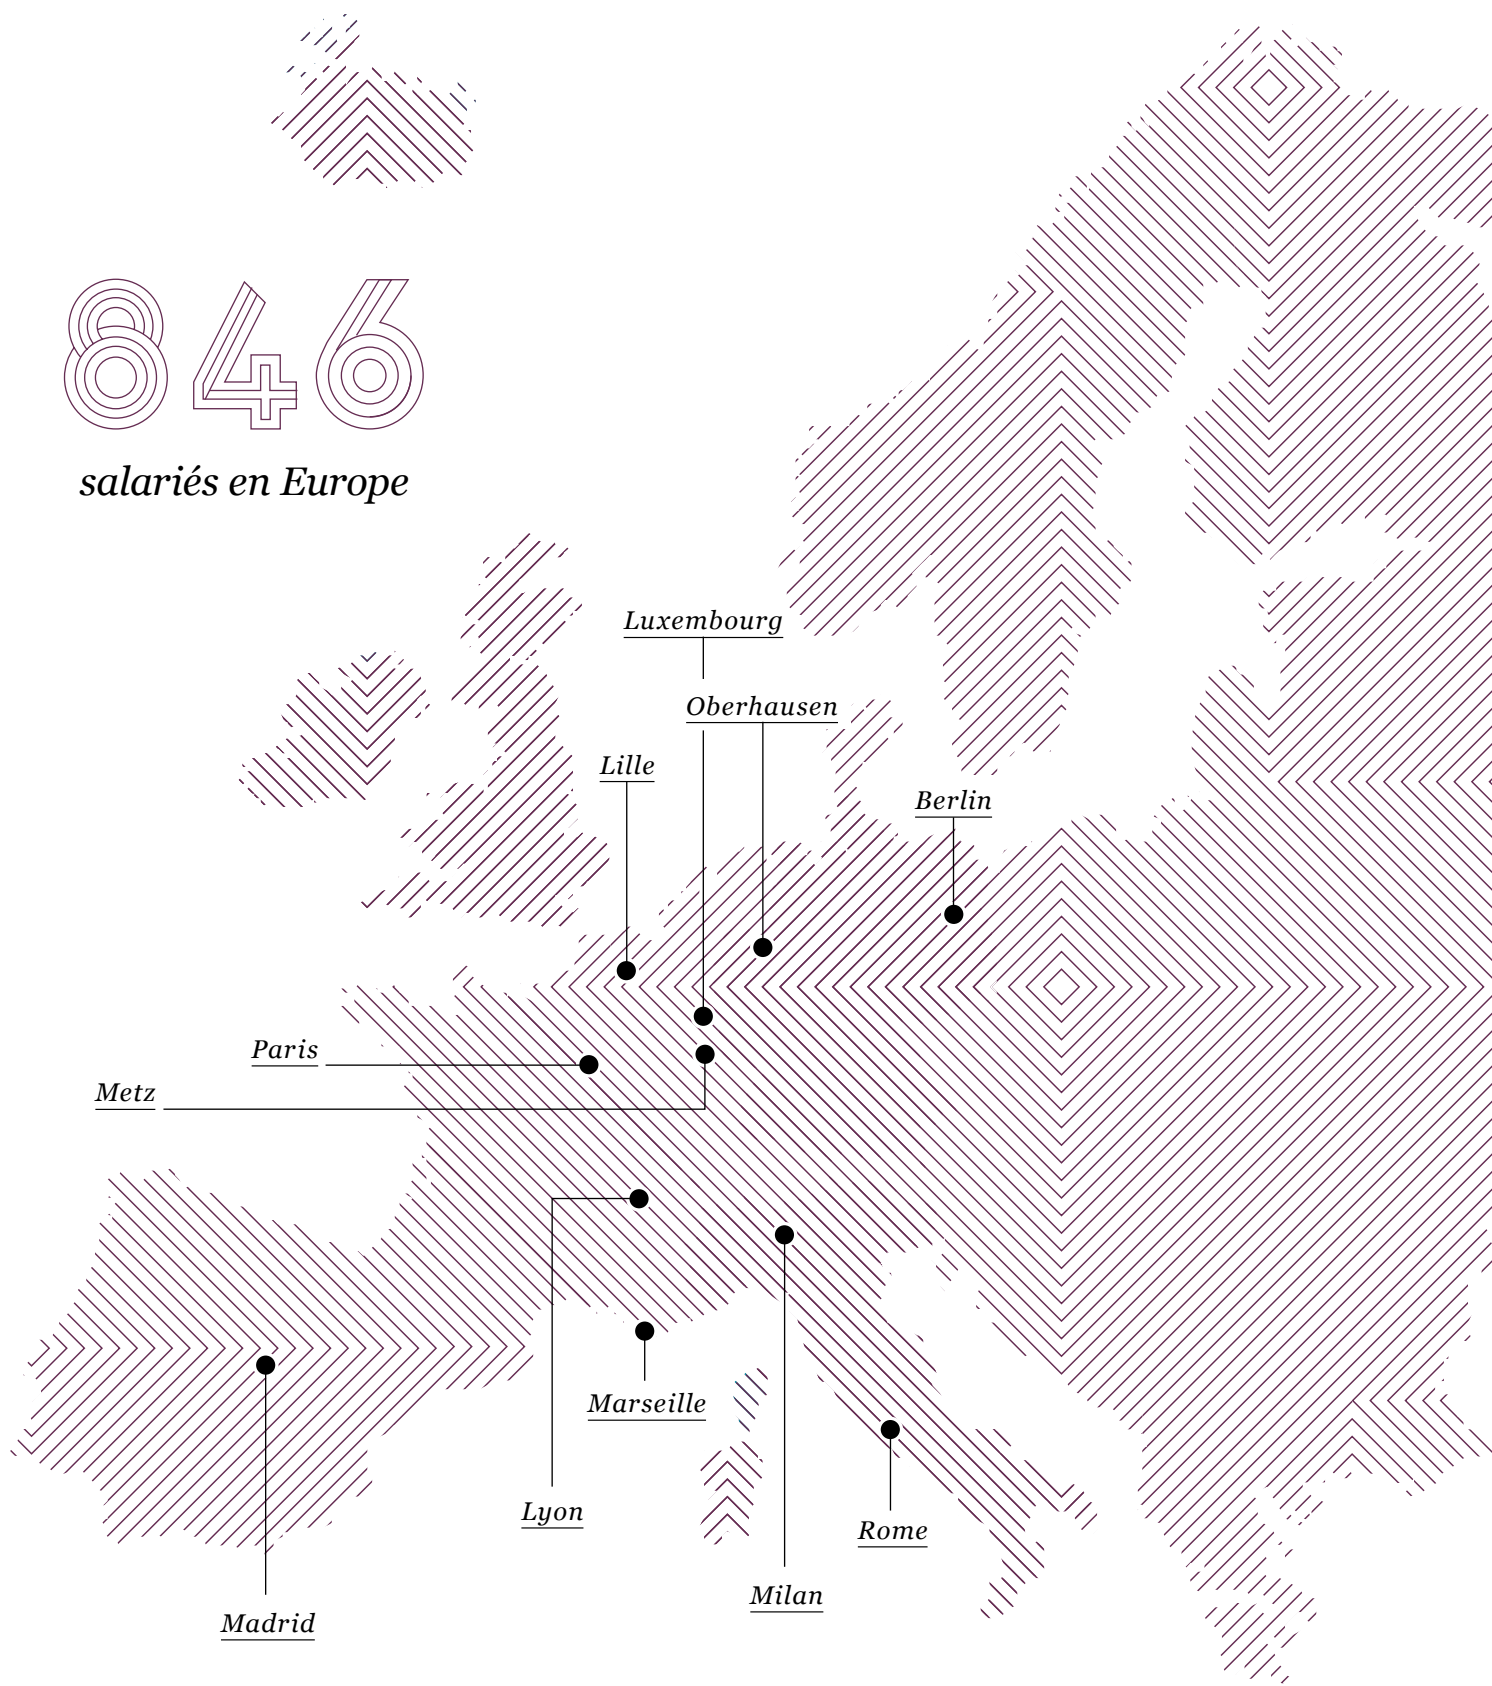 846
salariés en Europe
Luxembourg
Oberhausen
Lille
Berlin
Paris
Metz
Marseille
Lyon
Rome
Milan
Madrid